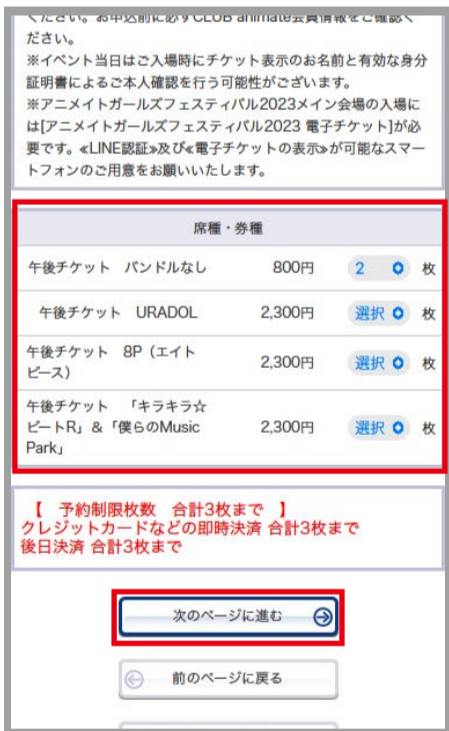 ください。お申込前に必ずCLUB animate会員情報をご確認く
ださい。
※イベント当日はご入場時にチケット表示のお名前と有効な身分
証明書によるご本人確認を行う可能性がございます。
※アニメイトガールズフェスティバル2023メイン会場の入場に
は[アニメイトガールズフェスティバル2023 電子チケット]が必
要です。≪LINE認証≫及び≪電子チケットの表示≫が可能なスマー
トフォンのご用意をお願いいたします。
席種・券種
午後チケット バンドルなし 800円 2 枚
午後チケット URADOL 2,300円 選択 枚
午後チケット 8P（エイト
ピース） 2,300円 選択 枚
午後チケット 「キラキラ☆
ビートR」&「僕らのMusic 2,300円 選択 枚
Park」
【 予約制限枚数 合計3枚まで 】
クレジットカードなどの即時決済 合計3枚まで
後日決済 合計3枚まで
次のページに進む
前のページに戻る